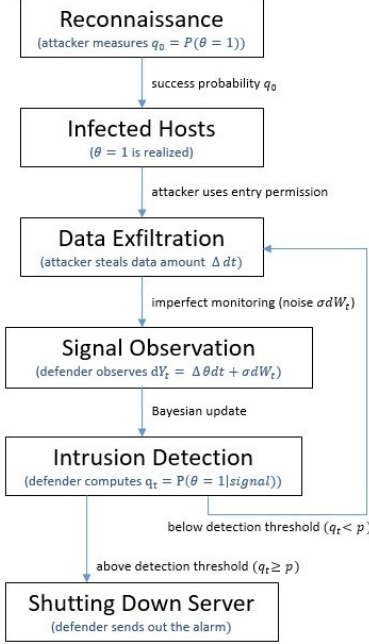 Reconnaissance
(attacker measures q₀ = P(θ = 1))
success probability q₀
Infected Hosts
(θ = 1 is realized)
attacker uses entry permission
Data Exfiltration
(attacker steals data amount Δ dt)
imperfect monitoring (noise σdWₜ)
Signal Observation
(defender observes dYₜ = Δ θdt + σdWₜ)
Bayesian update
Intrusion Detection
(defender computes qₜ = P(θ = 1|signal))
below detection threshold (qₜ< p)
above detection threshold (qₜ≥ p)
Shutting Down Server
(defender sends out the alarm)